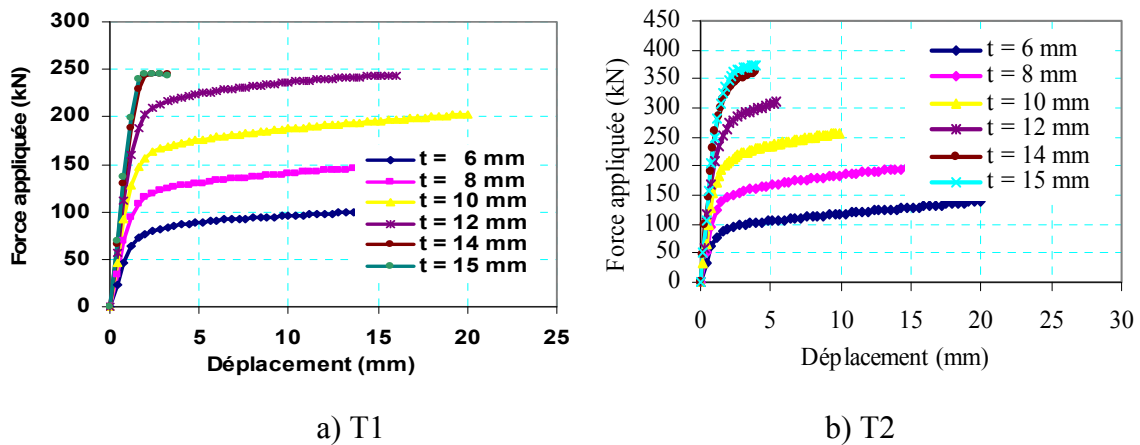 300
250
200
150
100
50
0
Force appliquée (kN)
0 5 10 15 20 25
Déplacement (mm)
t = 6 mm
t = 8 mm
t = 10 mm
t = 12 mm
t = 14 mm
t = 15 mm
a) T1
450
400
350
300
250
200
150
100
50
0
Force appliquée (kN)
0 5 10 15 20 25 30
Déplacement (mm)
t = 6 mm
t = 8 mm
t = 10 mm
t = 12 mm
t = 14 mm
t = 15 mm
b) T2